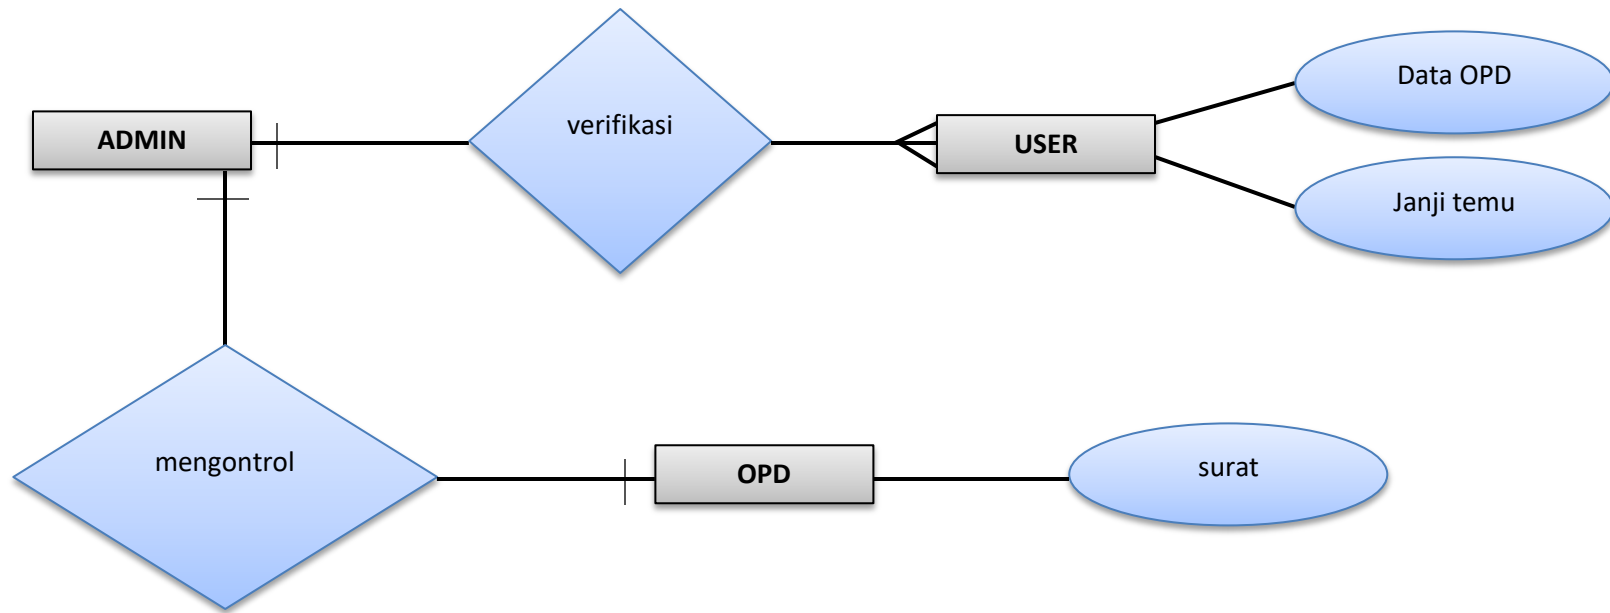 Data OPD
verifikasi
ADMIN
USER
Janji temu
mengontrol
OPD
surat